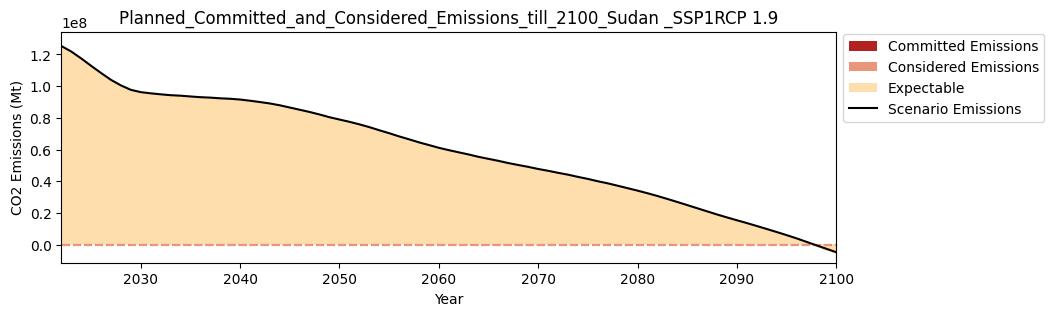 Planned_Committed_and_Considered_Emissions_till_2100_Sudan _SSP1RCP 1.9
1e8
1.2
1.0
0.8
0.6
0.4
0.2
0.0
CO2 Emissions (Mt)
2030 2040 2050 2060 2070 2080 2090 2100
Year
Committed Emissions
Considered Emissions
Expectable
Scenario Emissions